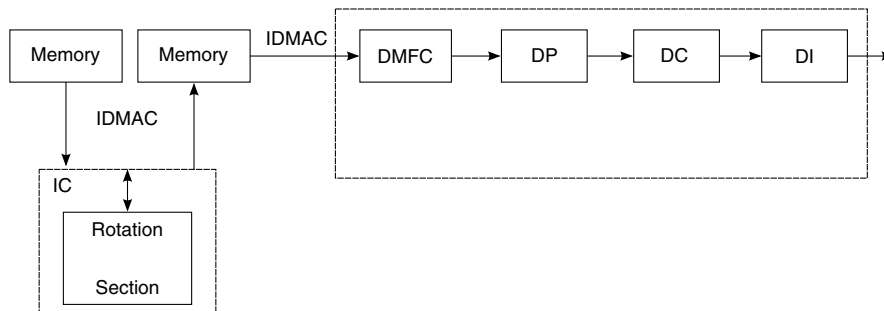 IDMAC
Memory
Memory
DMFC
DP
DC
DI
IDMAC
IC
Rotation
Section